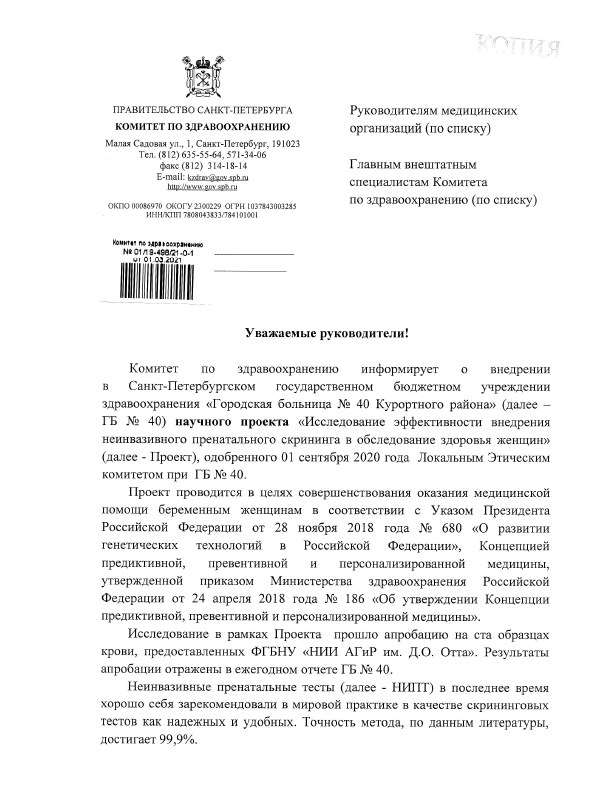 КОПИЯ
ПРАВИТЕЛЬСТВО САНКТ-ПЕТЕРБУРГА
КОМИТЕТ ПО ЗДРАВООХРАНЕНИЮ
Малая Садовая ул., 1, Санкт-Петербург, 191023
Тел. (812) 635-55-64, 571-34-06
факс (812) 314-18-14
E-mail: kzdrav@gov.spb.ru
http://www.gov.spb.ru
ОКПО 00086970 ОКОГУ 2300229 ОГРН 1037843003285
ИНН/КПП 7808043833/784101001
Комитет по здравоохранению
№ 01/19-498/21-0-1
от 01.03.2021
Руководителям медицинских
организаций (по списку)
Главным внештатным
специалистам Комитета
по здравоохранению (по списку)
Уважаемые руководители!
Комитет по здравоохранению информирует о внедрении
в Санкт-Петербургском государственном бюджетном учреждении
здравоохранения «Городская больница № 40 Курортного района» (далее –
ГБ № 40) научного проекта «Исследование эффективности внедрения
неинвазивного пренатального скрининга в обследование здоровья женщин»
(далее - Проект), одобренного 01 сентября 2020 года Локальным Этическим
комитетом при ГБ № 40.
Проект проводится в целях совершенствования оказания медицинской
помощи беременным женщинам в соответствии с Указом Президента
Российской Федерации от 28 ноября 2018 года № 680 «О развитии
генетических технологий в Российской Федерации», Концепцией
предиктивной, превентивной и персонализированной медицины,
утвержденной приказом Министерства здравоохранения Российской
Федерации от 24 апреля 2018 года № 186 «Об утверждении Концепции
предиктивной, превентивной и персонализированной медицины».
Исследование в рамках Проекта прошло апробацию на ста образцах
крови, предоставленных ФГБНУ «НИИ АГиР им. Д.О. Отта». Результаты
апробации отражены в ежегодном отчете ГБ № 40.
Неинвазивные пренатальные тесты (далее - НИПТ) в последнее время
хорошо себя зарекомендовали в мировой практике в качестве скрининговых
тестов как надежных и удобных. Точность метода, по данным литературы,
достигает 99,9%.